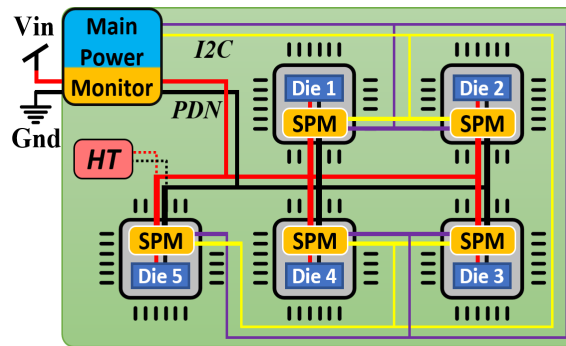 Vin
Main
Power
Monitor
I2C
PDN
Gnd
HT
Die 1
SPM
Die 2
SPM
SPM
Die 5
SPM
Die 4
SPM
Die 3